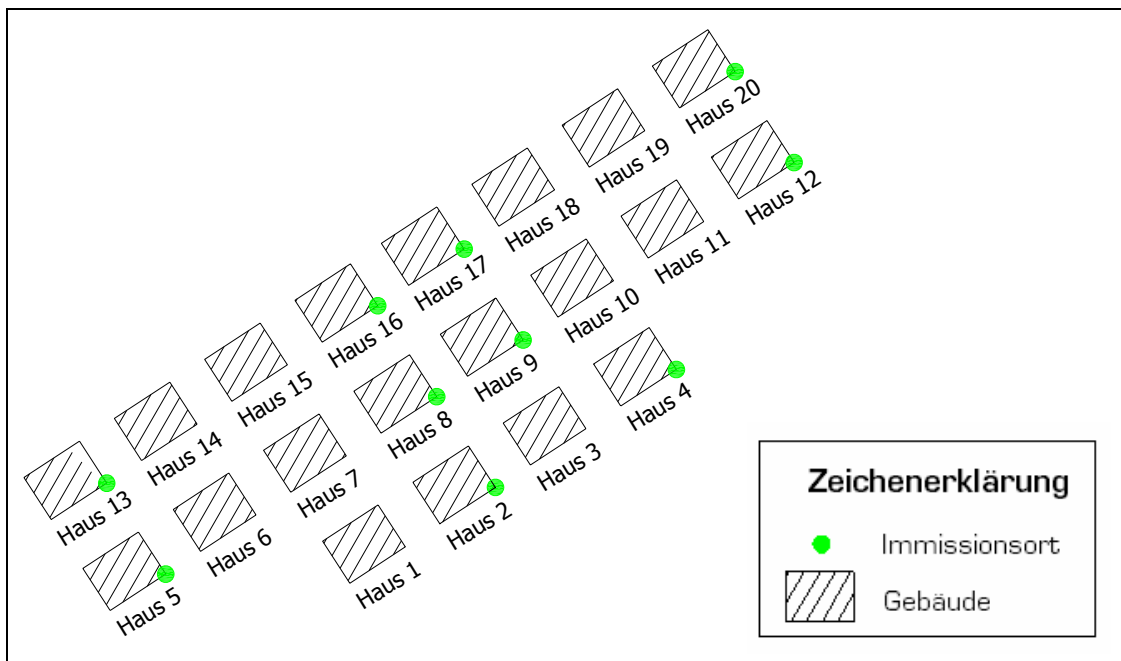 Haus 20
Haus 19
Haus 12
Haus 18
Haus 11
Haus 17
Haus 10
Haus 16
Haus 9
Haus 4
Haus 15
Haus 8
Haus 3
Haus 14
Haus 7
Haus 2
Haus 13
Haus 6
Haus 1
Haus 5
Zeichenerklärung
Immissionsort
Gebäude